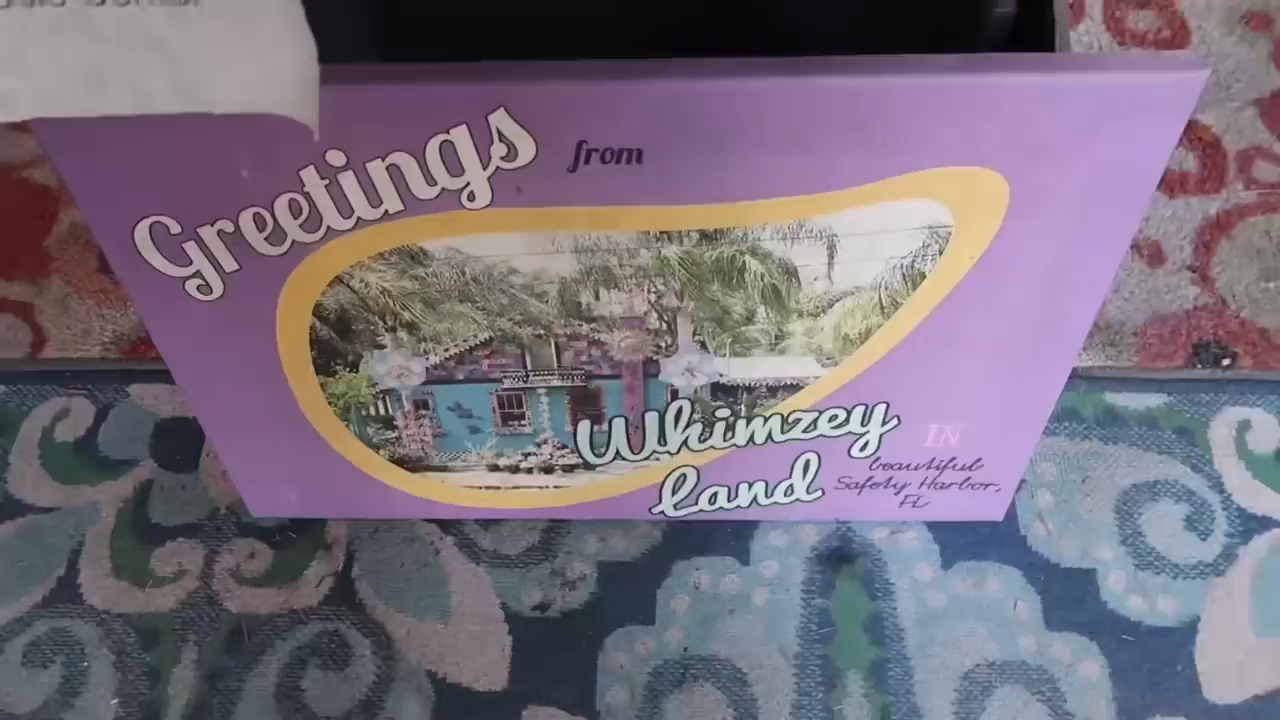 Greetings from
Whimzey
Land
IN
beautiful
Safety Harbor,
FL